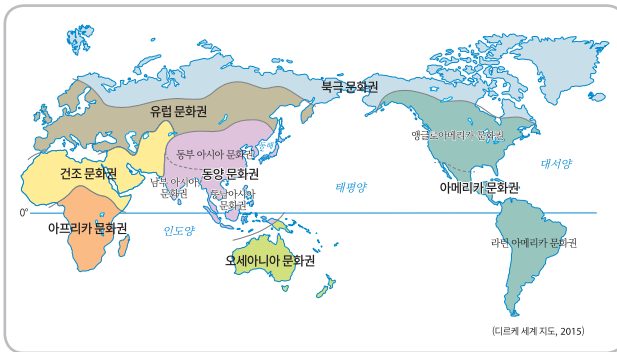 북극 문화권
유럽 문화권
앵글로아메리카 문화권
동해
동부 아시아 문화권
대서양
건조 문화권
동양 문화권
남부 아시아
문화권
동남아시아
문화권
태평양
아메리카 문화권
0°
아프리카 문화권
인도양
라틴 아메리카 문화권
오세아니아 문화권
(디르케 세계 지도, 2015)